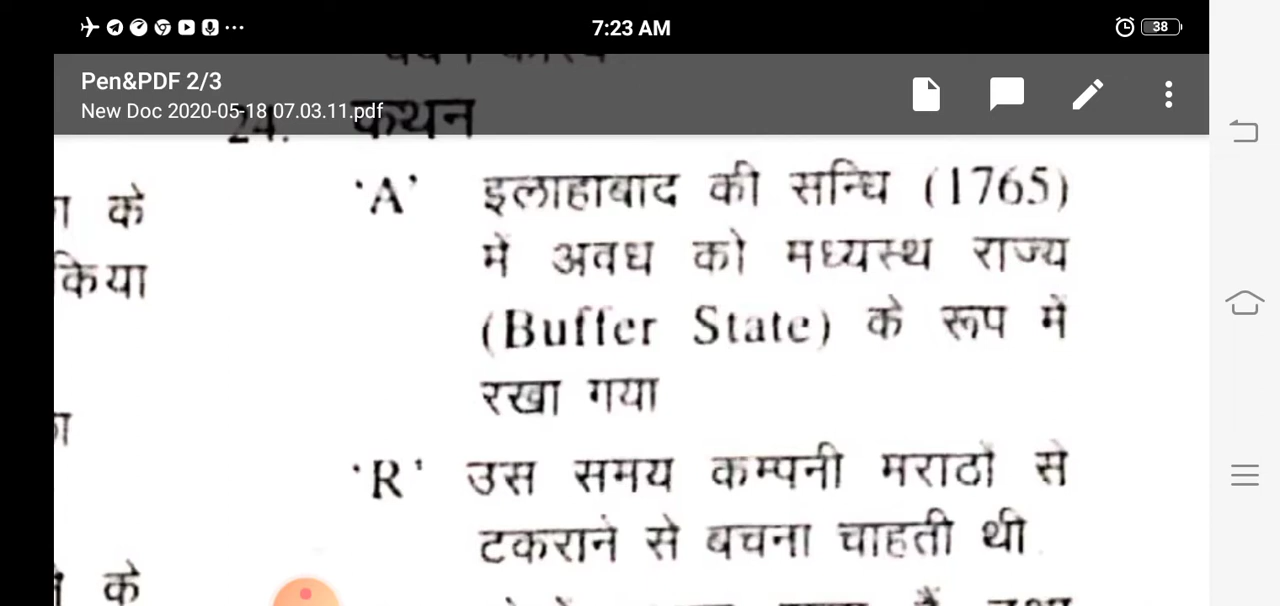 7:23 AM
38
Pen&PDF 2/3
New Doc 2020-05-18 07.03.11.pdf
24. कथन
'A' इलाहाबाद की सन्धि (1765)
में अवध को मध्यस्थ राज्य
(Buffer State) के रूप में
रखा गया
'R' उस समय कम्पनी मराठों से
टकराने से बचना चाहती थी
के
किया
के